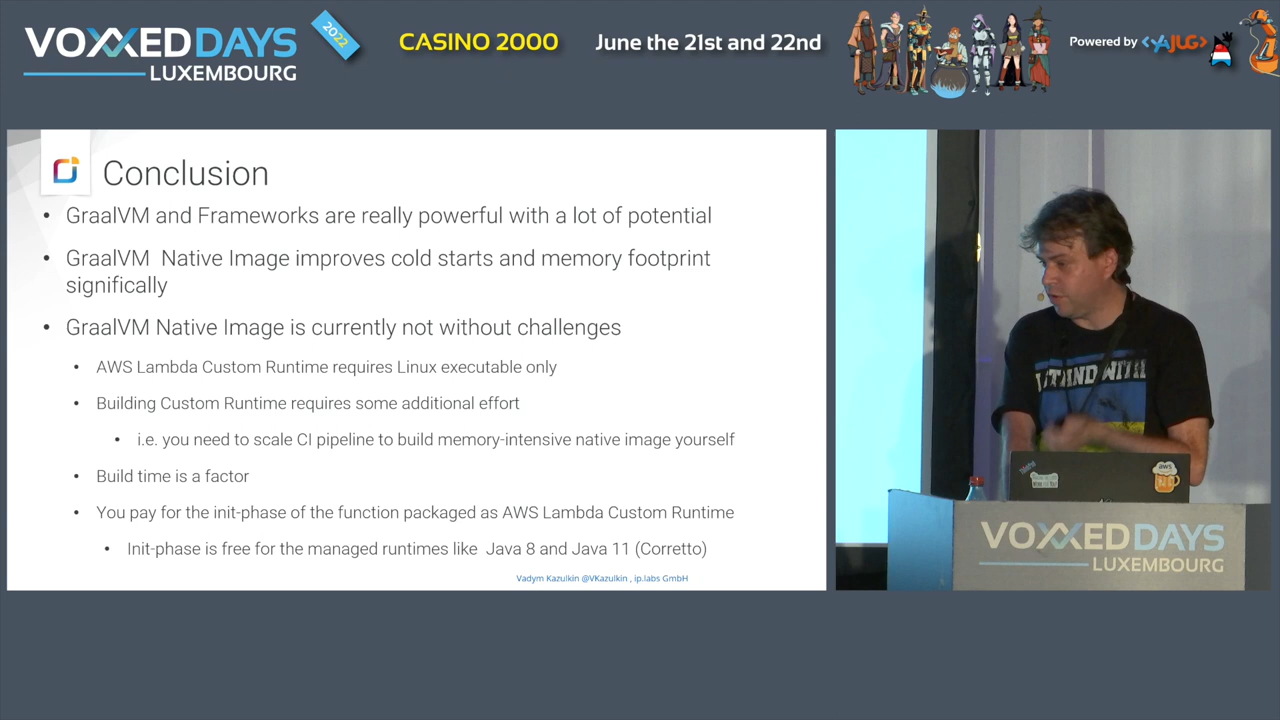 VOXXED DAYS
LUXEMBOURG
2022
CASINO 2000
June the 21st and 22nd
Powered by <YAJUG>
Conclusion
• GraalVM and Frameworks are really powerful with a lot of potential
• GraalVM Native Image improves cold starts and memory footprint
significally
• GraalVM Native Image is currently not without challenges
• AWS Lambda Custom Runtime requires Linux executable only
• Building Custom Runtime requires some additional effort
• i.e. you need to scale CI pipeline to build memory-intensive native image yourself
• Build time is a factor
• You pay for the init-phase of the function packaged as AWS Lambda Custom Runtime
• Init-phase is free for the managed runtimes like Java 8 and Java 11 (Corretto)
Vadym Kazulkin @VKazulkin , ip.labs GmbH
STAND WITH
aws
VOXXED DAYS
LUXEMBOURG